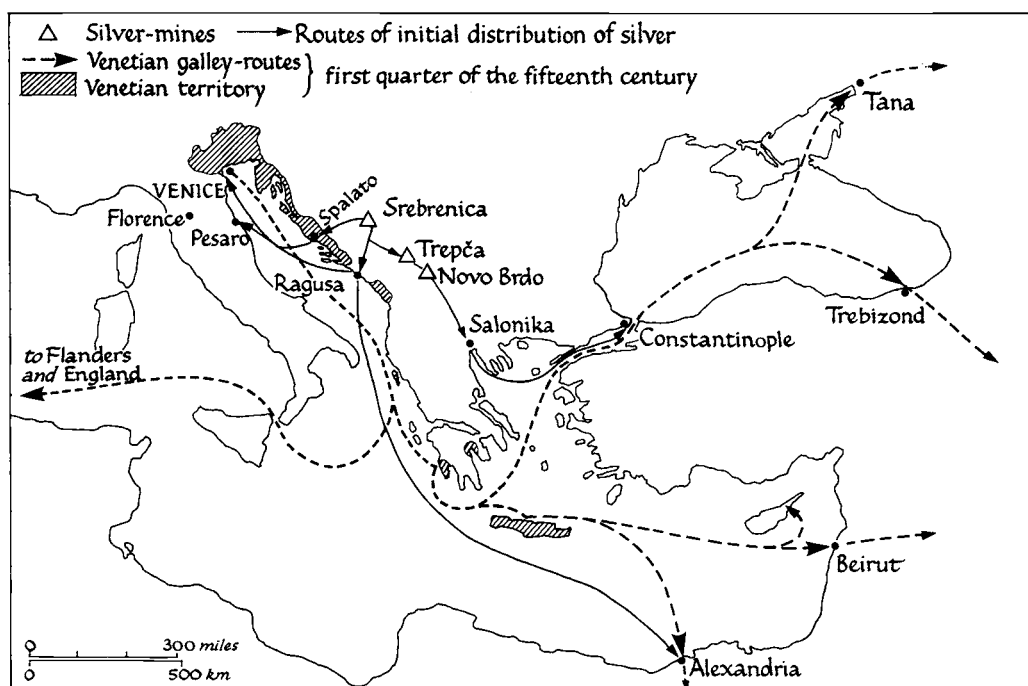 Silver-mines
Routes of initial distribution of silver
Venetian galley-routes
Venetian territory
first quarter of the fifteenth century
Tana
VENICE
Florence
Pesaro
Spalato
Srebrenica
Trepča
Novo Brdo
Ragusa
Salonika
Constantinople
Trebizond
to Flanders
and England
Beirut
Alexandria
0 300 miles
0 500 km